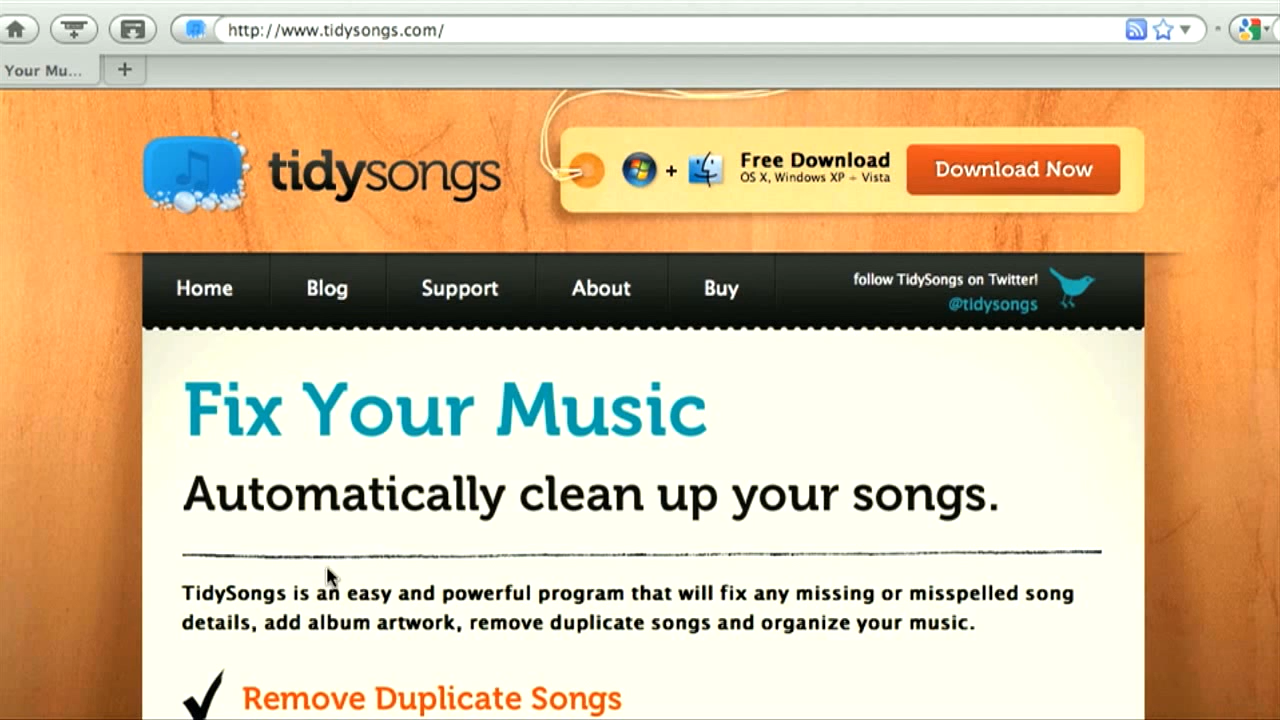 http://www.tidysongs.com/
Your Mu...
tidysongs
Free Download
OS X, Windows XP + Vista
Download Now
Home
Blog
Support
About
Buy
follow TidySongs on Twitter!
@tidysongs
Fix Your Music
Automatically clean up your songs.
TidySongs is an easy and powerful program that will fix any missing or misspelled song
details, add album artwork, remove duplicate songs and organize your music.
Remove Duplicate Songs